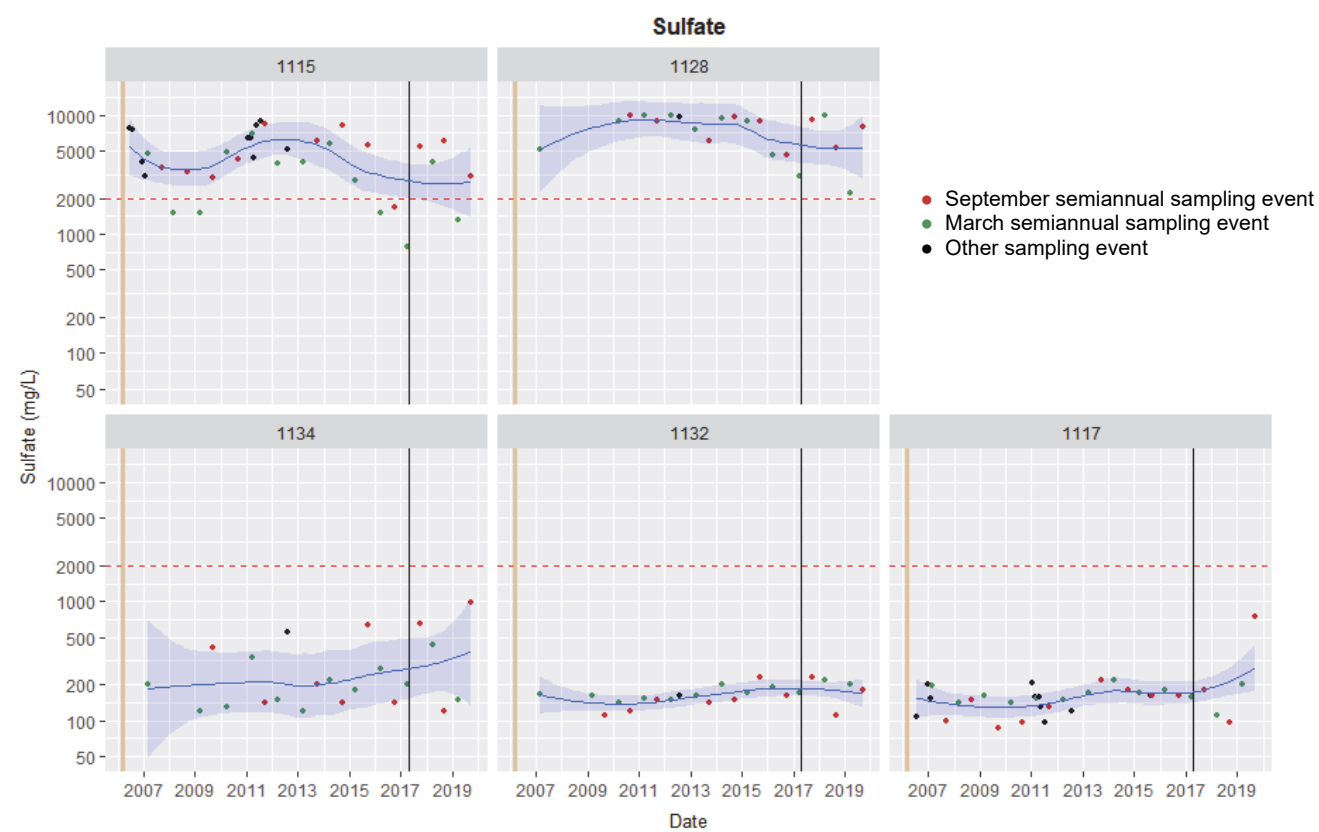 Sulfate
1115
1128
10000
5000
2000
1000
500
200
100
50
September semiannual sampling event
March semiannual sampling event
Other sampling event
Sulfate (mg/L)
1134
1132
1117
10000
5000
2000
1000
500
200
100
50
2007 2009 2011 2013 2015 2017 2019
2007 2009 2011 2013 2015 2017 2019
2007 2009 2011 2013 2015 2017 2019
Date